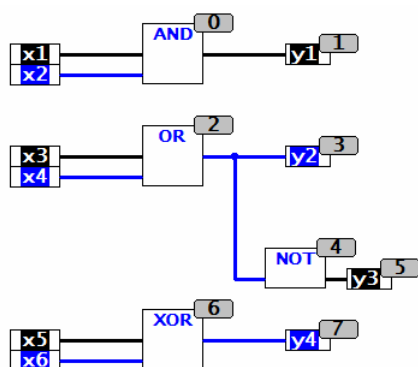 AND 0
x1 y1 1
x2
OR 2
x3 y2 3
x4
NOT 4
y3 5
XOR 6
x5 y4 7
x6